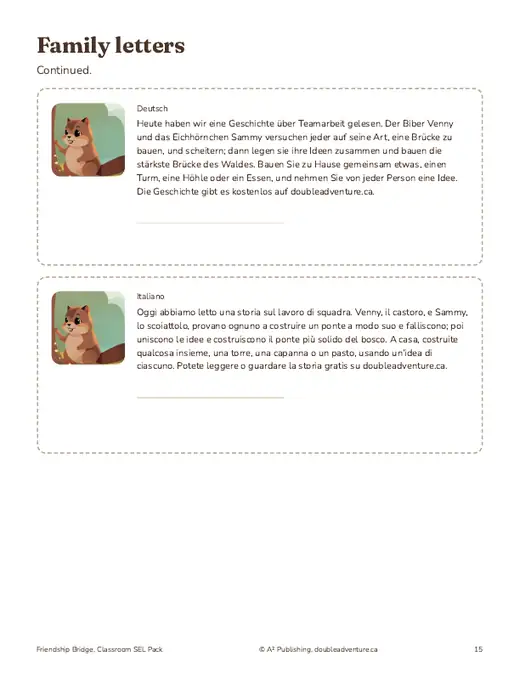 Family letters
Continued.
Deutsch
Heute haben wir eine Geschichte über Teamarbeit gelesen. Der Biber Venny
und das Eichhörnchen Sammy versuchen jeder auf seine Art, eine Brücke zu
bauen, und scheitern; dann legen sie ihre Ideen zusammen und bauen die
stärkste Brücke des Waldes. Bauen Sie zu Hause gemeinsam etwas, einen
Turm, eine Höhle oder ein Essen, und nehmen Sie von jeder Person eine Idee.
Die Geschichte gibt es kostenlos auf doubleadventure.ca.
Italiano
Oggi abbiamo letto una storia sul lavoro di squadra. Venny, il castoro, e Sammy,
lo scoiattolo, provano ognuno a costruire un ponte a modo suo e falliscono; poi
uniscono le idee e costruiscono il ponte più solido del bosco. A casa, costruite
qualcosa insieme, una torre, una capanna o un pasto, usando un'idea di
ciascuno. Potete leggere o guardare la storia gratis su doubleadventure.ca.
Friendship Bridge. Classroom SEL Pack
© A² Publishing. doubleadventure.ca
15